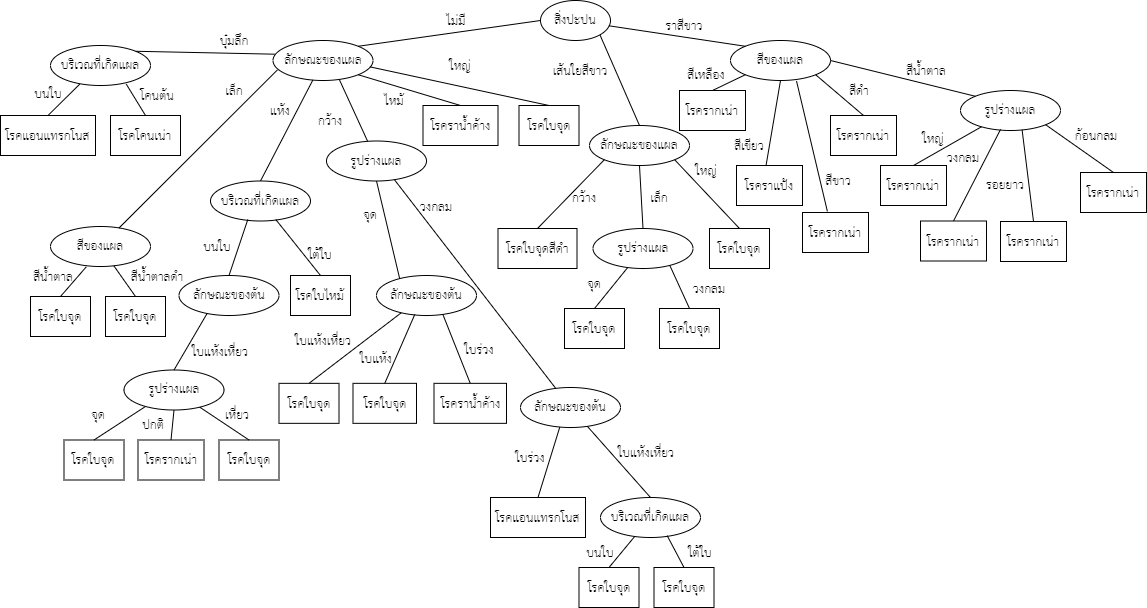 สิ่งปะปน
ไม่มี
ราสีขาว
เส้นใยสีขาว
บุ๋มลึก
ลักษณะของแผล
ใหญ่
สีของแผล
สีน้ำตาล
บริเวณที่เกิดแผล
บนใบ
โคนต้น
เล็ก
แห้ง
กว้าง
ไหม้
สีเหลือง
สีดำ
โรคแอนแทรกโนส
โรคโคนเน่า
โรคราน้ำค้าง
โรคใบจุด
โรครากเน่า
โรครากเน่า
รูปร่างแผล
รูปร่างแผล
ลักษณะของแผล
สีเขียว
สีขาว
ใหญ่
วงกลม
รอยยาว
ก้อนกลม
กว้าง
เล็ก
ใหญ่
โรคราแป้ง
โรครากเน่า
โรครากเน่า
โรครากเน่า
โรครากเน่า
โรครากเน่า
บริเวณที่เกิดแผล
จุด
วงกลม
สีของแผล
บนใบ
ใต้ใบ
โรคใบจุดสีดำ
รูปร่างแผล
โรคใบจุด
สีน้ำตาล
สีน้ำตาลดำ
ลักษณะของต้น
โรคใบไหม้
ลักษณะของต้น
จุด
วงกลม
โรคใบจุด
โรคใบจุด
โรคใบจุด
โรคใบจุด
ใบแห้งเหี่ยว
ใบแห้งเหี่ยว
ใบแห้ง
ใบร่วง
รูปร่างแผล
โรคใบจุด
โรคใบจุด
โรคราน้ำค้าง
ลักษณะของต้น
จุด
ปกติ
เหี่ยว
โรคใบจุด
โรครากเน่า
โรคใบจุด
ใบร่วง
ใบแห้งเหี่ยว
โรคแอนแทรกโนส
บริเวณที่เกิดแผล
บนใบ
ใต้ใบ
โรคใบจุด
โรคใบจุด